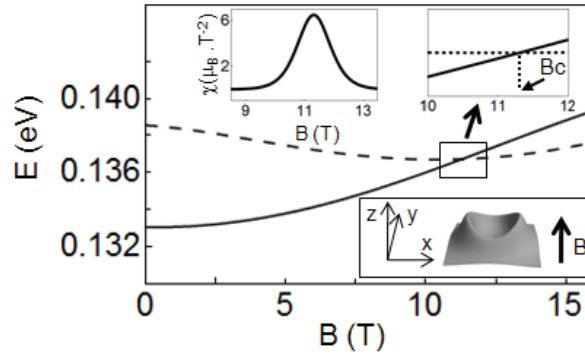 6
2
χ(μB . T-2)
9
11
13
B (T)
10
11
12
Bc
0.140
0.136
0.132
E (eV)
z
y
x
B
0
5
10
15
B (T)